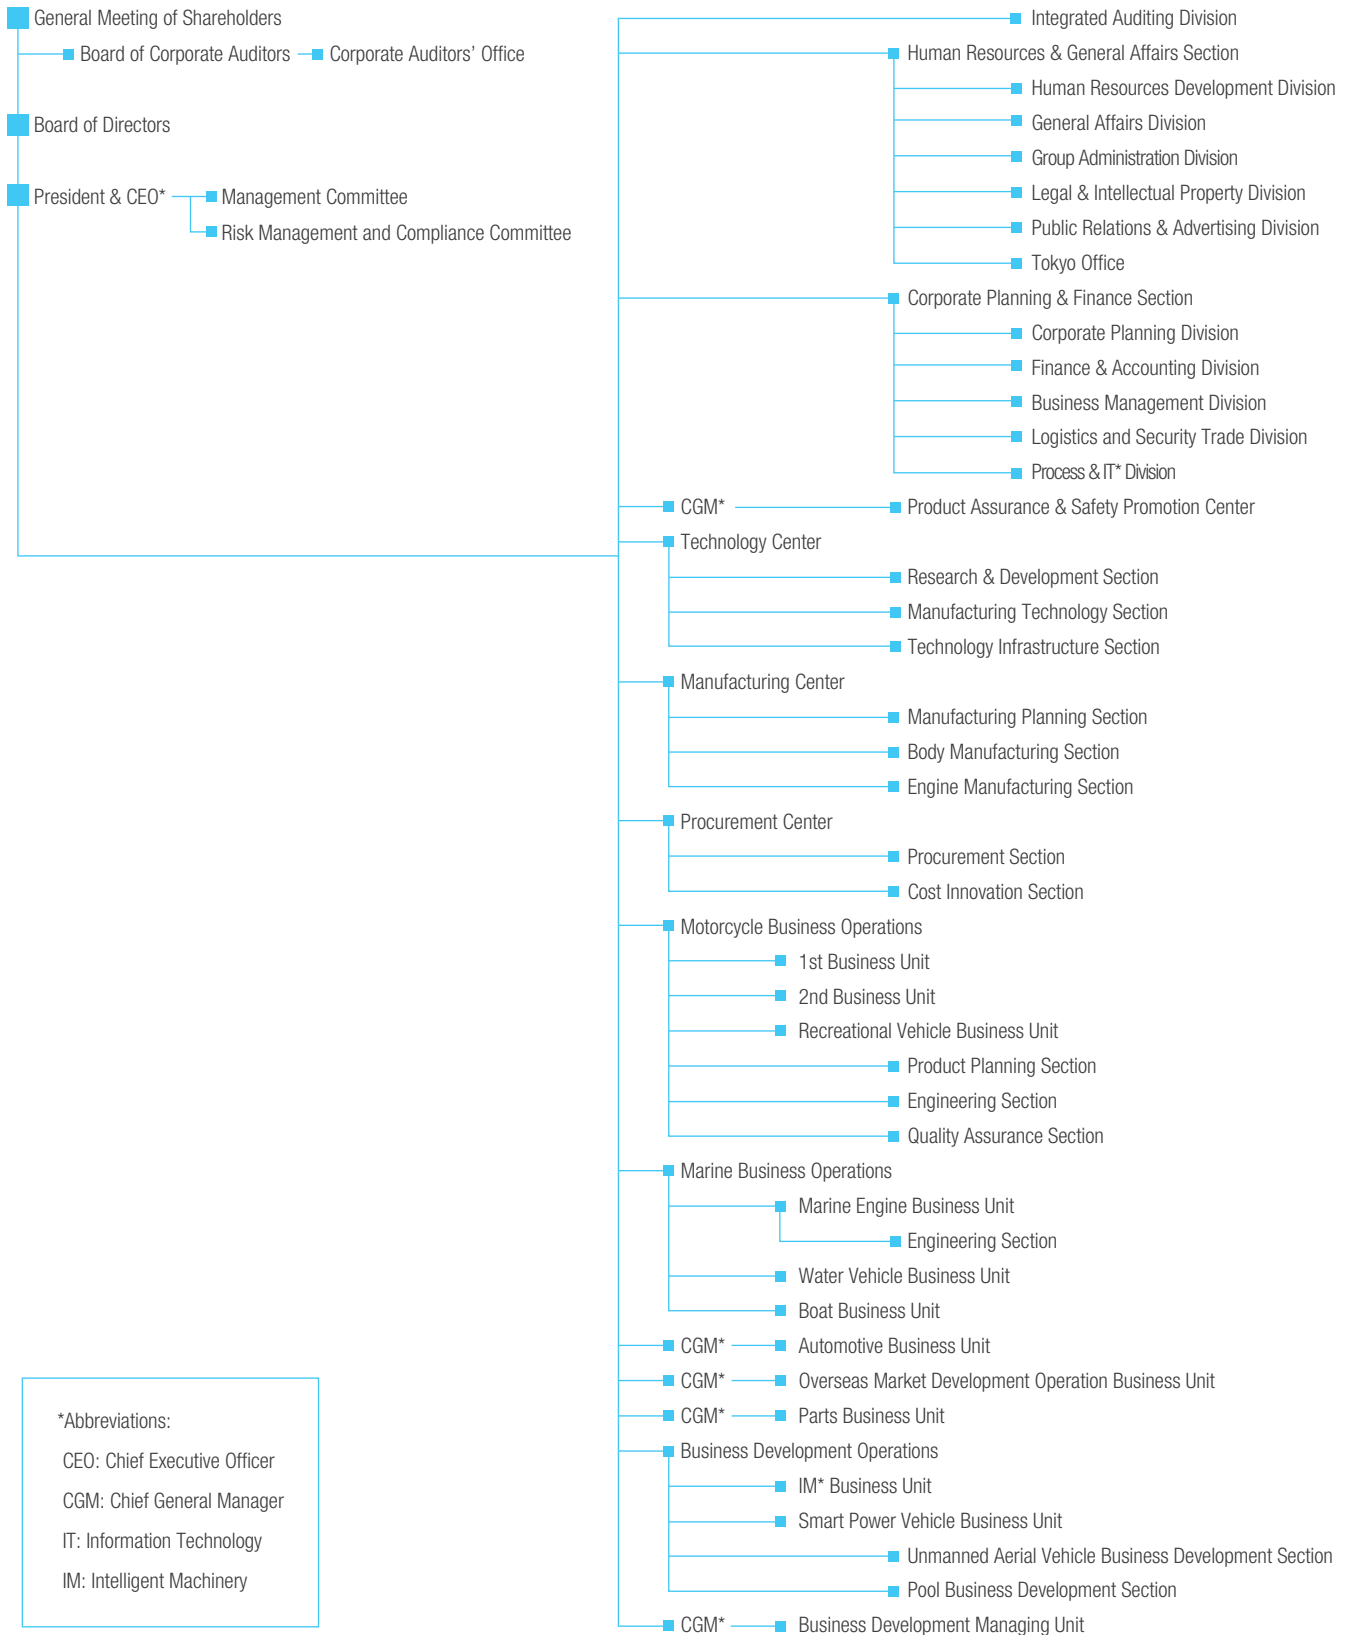 General Meeting of Shareholders
Board of Corporate Auditors
Corporate Auditors’ Office
Board of Directors
President & CEO*
Management Committee
Risk Management and Compliance Committee
Integrated Auditing Division
Human Resources & General Affairs Section
Human Resources Development Division
General Affairs Division
Group Administration Division
Legal & Intellectual Property Division
Public Relations & Advertising Division
Tokyo Office
Corporate Planning & Finance Section
Corporate Planning Division
Finance & Accounting Division
Business Management Division
Logistics and Security Trade Division
Process & IT* Division
CGM*
Product Assurance & Safety Promotion Center
Technology Center
Research & Development Section
Manufacturing Technology Section
Technology Infrastructure Section
Manufacturing Center
Manufacturing Planning Section
Body Manufacturing Section
Engine Manufacturing Section
Procurement Center
Procurement Section
Cost Innovation Section
Motorcycle Business Operations
1st Business Unit
2nd Business Unit
Recreational Vehicle Business Unit
Product Planning Section
Engineering Section
Quality Assurance Section
Marine Business Operations
Marine Engine Business Unit
Engineering Section
Water Vehicle Business Unit
Boat Business Unit
CGM*
Automotive Business Unit
CGM*
Overseas Market Development Operation Business Unit
CGM*
Parts Business Unit
Business Development Operations
IM* Business Unit
Smart Power Vehicle Business Unit
Unmanned Aerial Vehicle Business Development Section
Pool Business Development Section
CGM*
Business Development Managing Unit
*Abbreviations:
CEO: Chief Executive Officer
CGM: Chief General Manager
IT: Information Technology
IM: Intelligent Machinery